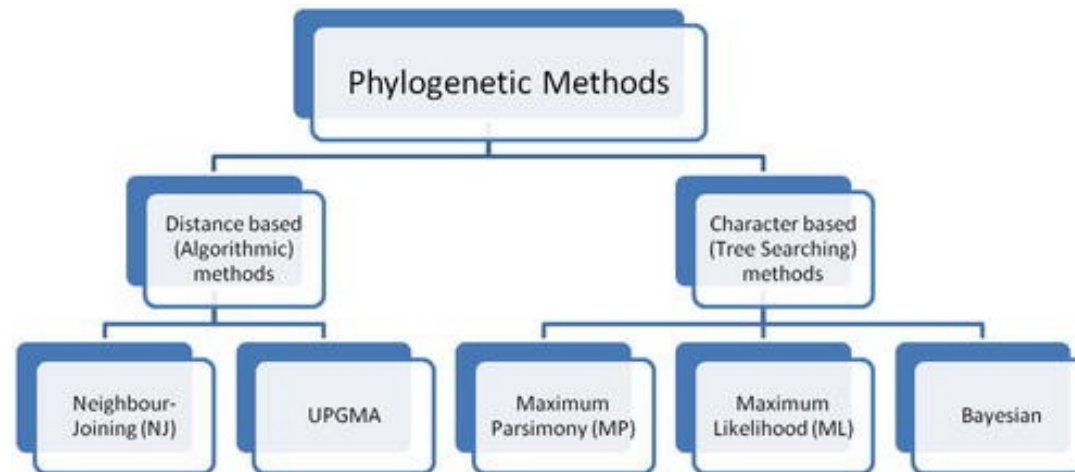 Phylogenetic Methods
Distance based
(Algorithmic)
methods
Character based
(Tree Searching)
methods
Neighbour-
Joining (NJ)
UPGMA
Maximum
Parsimony (MP)
Maximum
Likelihood (ML)
Bayesian